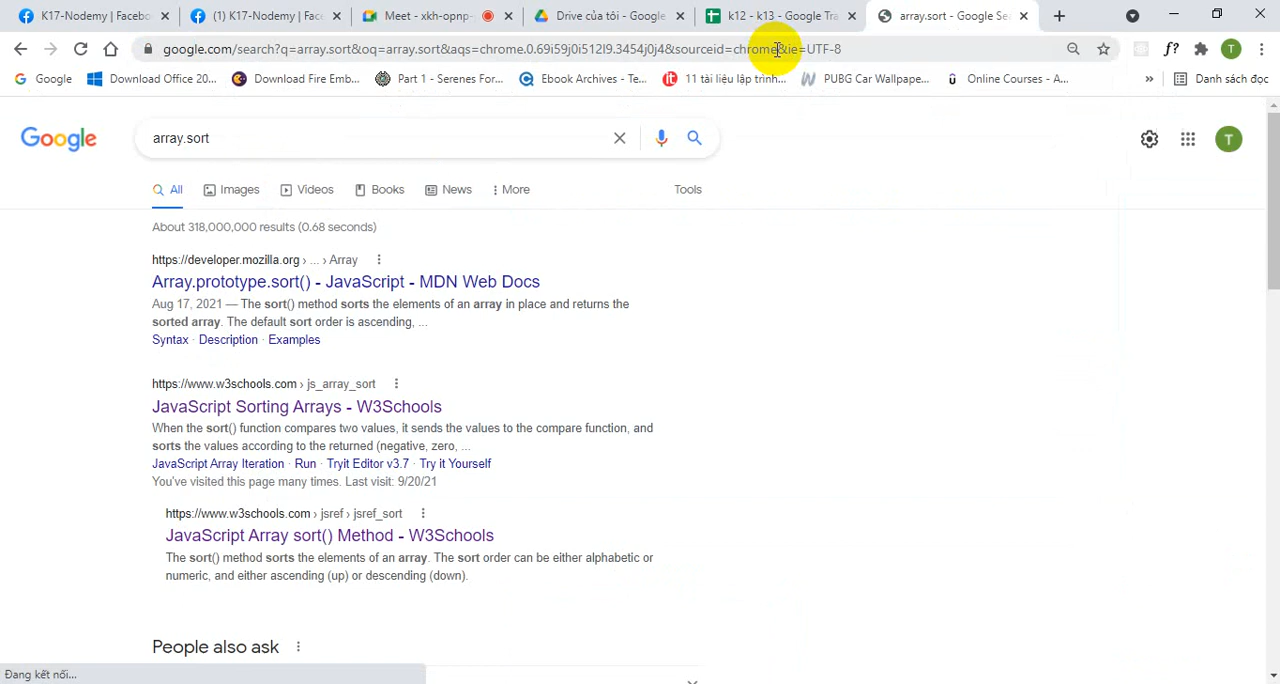 K17-Nodemy | Facebo
(1) K17-Nodemy | Face
Meet - xkh-opnp-
Drive của tôi - Google
k12 - k13 - Google Tra
array.sort - Google Sea
google.com/search?q=array.sort&oq=array.sort&aqs=chrome.0.69i59j0i512l9.3454j0j4&sourceid=chrome&ie=UTF-8
f?
T
Google
Download Office 20...
Embedded Fire Em...
Part 1 - Serenes For...
Ebook Archives - Te...
11 tài liệu lập trình...
PUBG Car Wallpape...
Online Courses - A...
»
Danh sách đọc
Google
array.sort
T
All
Images
Videos
Books
News
More
Tools
About 318,000,000 results (0.68 seconds)
https://developer.mozilla.org › ... › Array
Array.prototype.sort() - JavaScript - MDN Web Docs
Aug 17, 2021 — The sort() method sorts the elements of an array in place and returns the
sorted array. The default sort order is ascending, ...
Syntax · Description · Examples
https://www.w3schools.com › js_array_sort
JavaScript Sorting Arrays - W3Schools
When the sort() function compares two values, it sends the values to the compare function, and
sorts the values according to the returned (negative, zero, ...
JavaScript Array Iteration · Run · Tryit Editor v3.7 · Try it Yourself
You've visited this page many times. Last visit: 9/20/21
https://www.w3schools.com › jsref › jsref_sort
JavaScript Array sort() Method - W3Schools
The sort() method sorts the elements of an array. The sort order can be either alphabetic or
numeric, and either ascending (up) or descending (down).
People also ask
Đang kết nối...